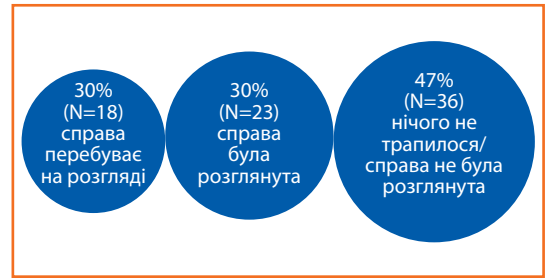 30%
(N=18)
справа
перебуває
на розгляді
30%
(N=23)
справа
була
розглянута
47%
(N=36)
нічого не
трапилося/
справа не була
розглянута